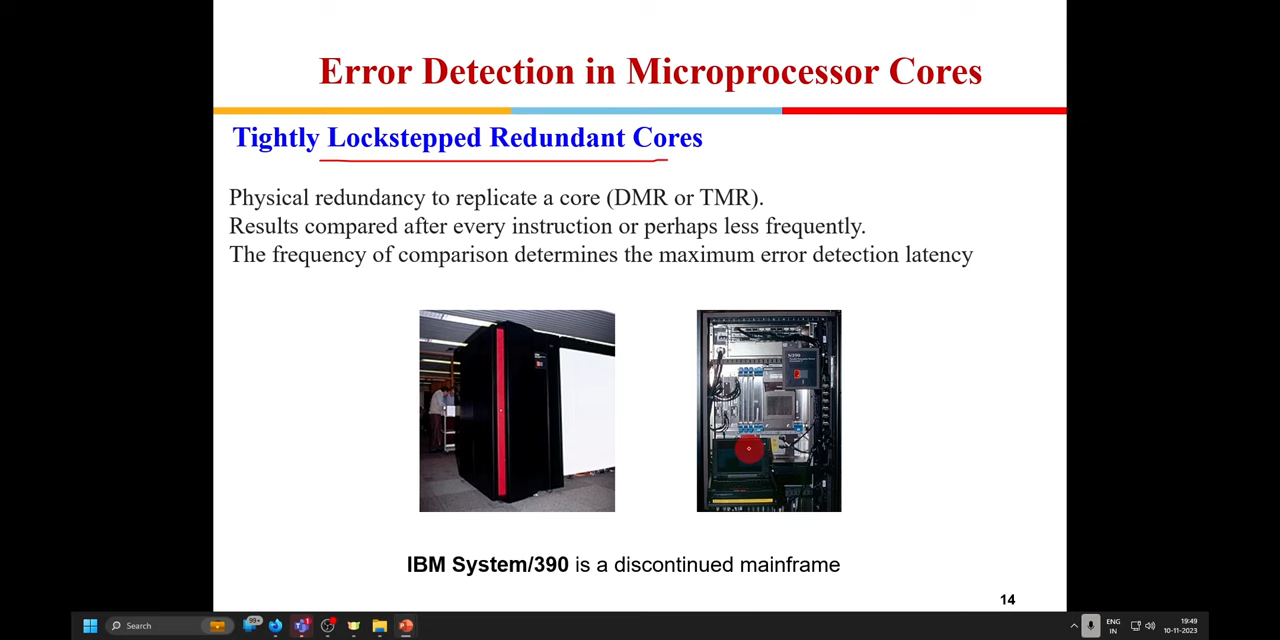 Error Detection in Microprocessor Cores
Tightly Lockstepped Redundant Cores
Physical redundancy to replicate a core (DMR or TMR).
Results compared after every instruction or perhaps less frequently.
The frequency of comparison determines the maximum error detection latency
IBM System/390 is a discontinued mainframe
14
Search
99+
ENG
IN
19:49
10-11-2023